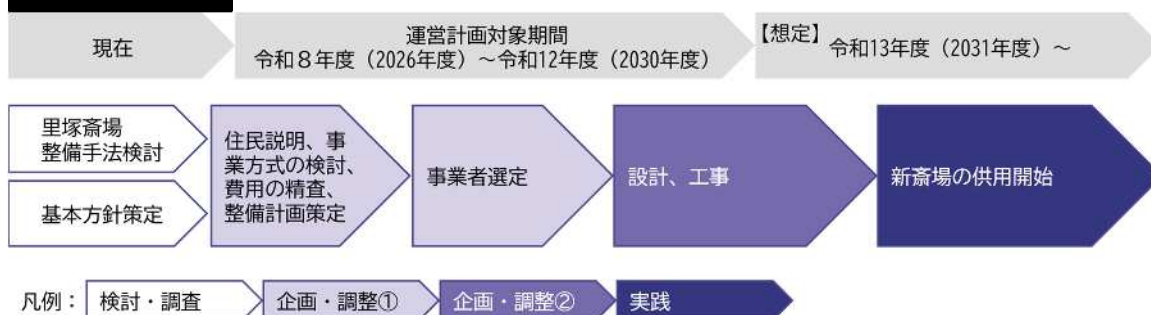 現在
運営計画対象期間
令和８年度（2026年度）～令和12年度（2030年度）
【想定】
令和13年度（2031年度）～
里塚斎場
整備手法検討
基本方針策定
住民説明、事
業方式の検討、
費用の精査、
整備計画策定
事業者選定
設計、工事
新斎場の供用開始
凡例：
検討・調査
企画・調整①
企画・調整②
実践